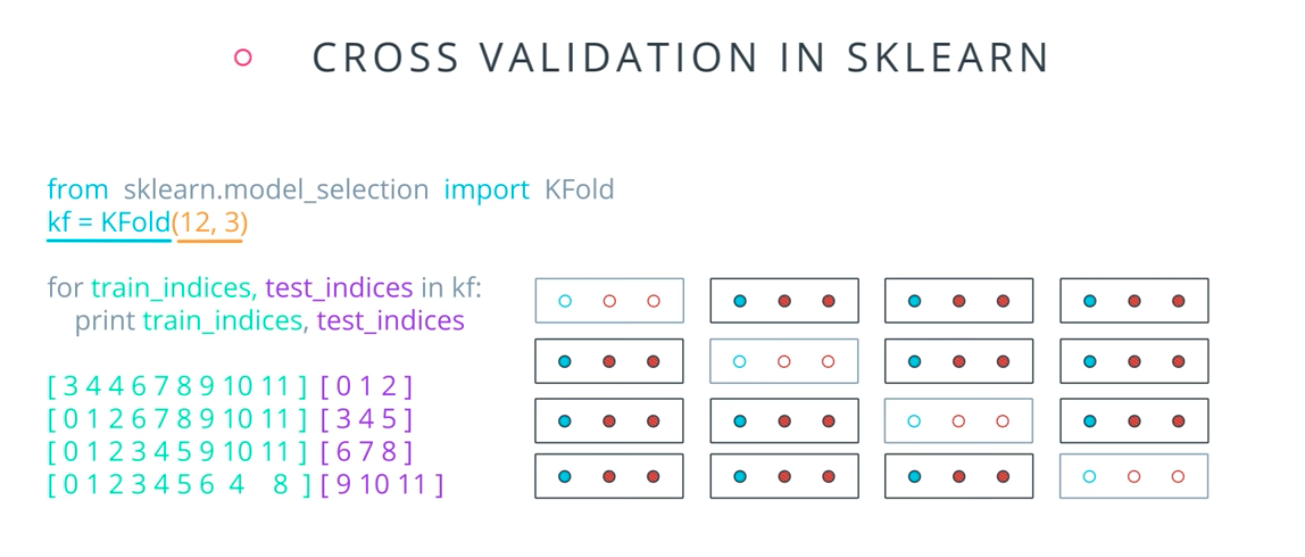 CROSS VALIDATION IN SKLEARN
from sklearn.model_selection import KFold
kf = KFold(12, 3)
for train_indices, test_indices in kf:
print train_indices, test_indices
[ 3 4 4 6 7 8 9 10 11 ] [ 0 1 2 ]
[ 0 1 2 6 7 8 9 10 11 ] [ 3 4 5 ]
[ 0 1 2 3 4 5 9 10 11 ] [ 6 7 8 ]
[ 0 1 2 3 4 5 6 4 8 ] [ 9 10 11 ]